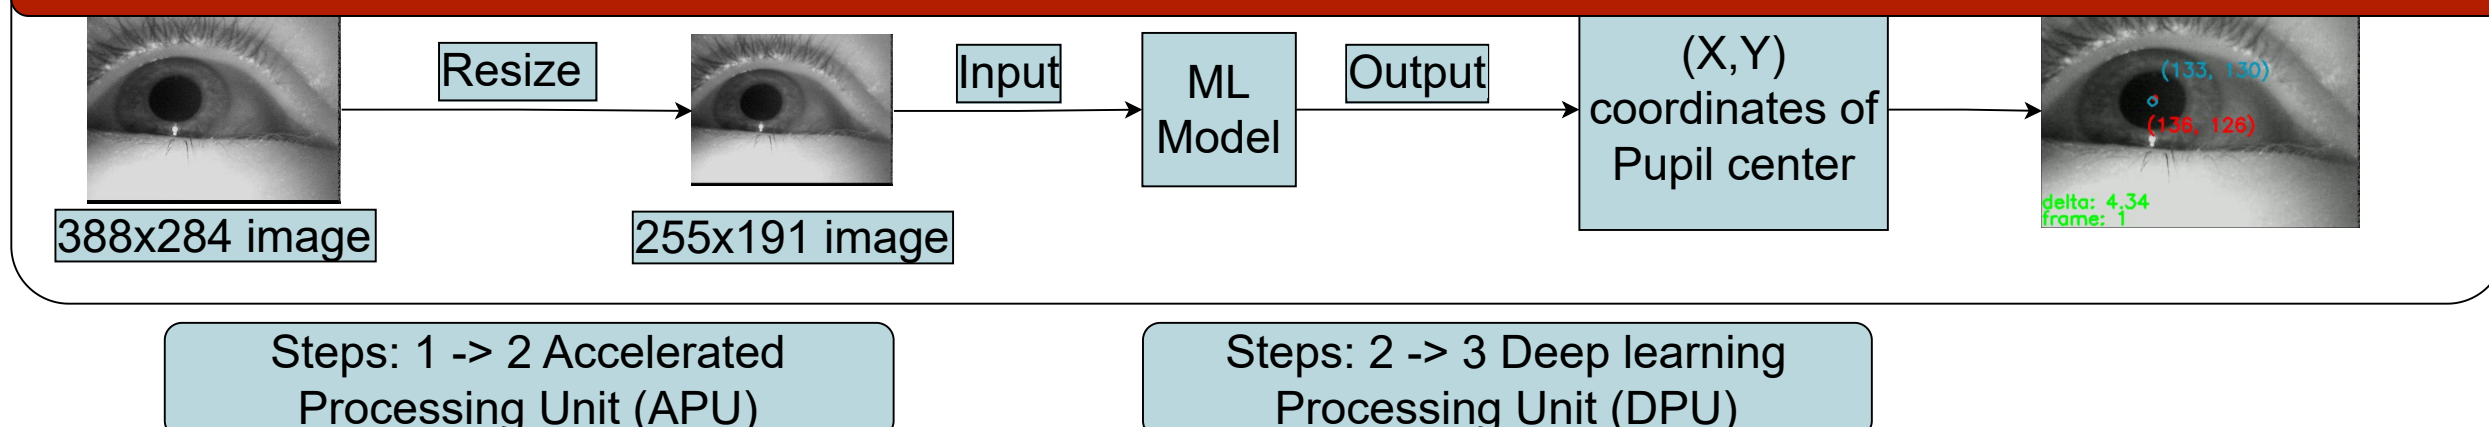 Resize
Input
Output
ML
Model
(X,Y)
coordinates of
Pupil center
(133, 130)
(136, 126)
delta: 4.34
frame: 1
388x284 image
255x191 image
Steps: 1 -> 2 Accelerated
Processing Unit (APU)
Steps: 2 -> 3 Deep learning
Processing Unit (DPU)